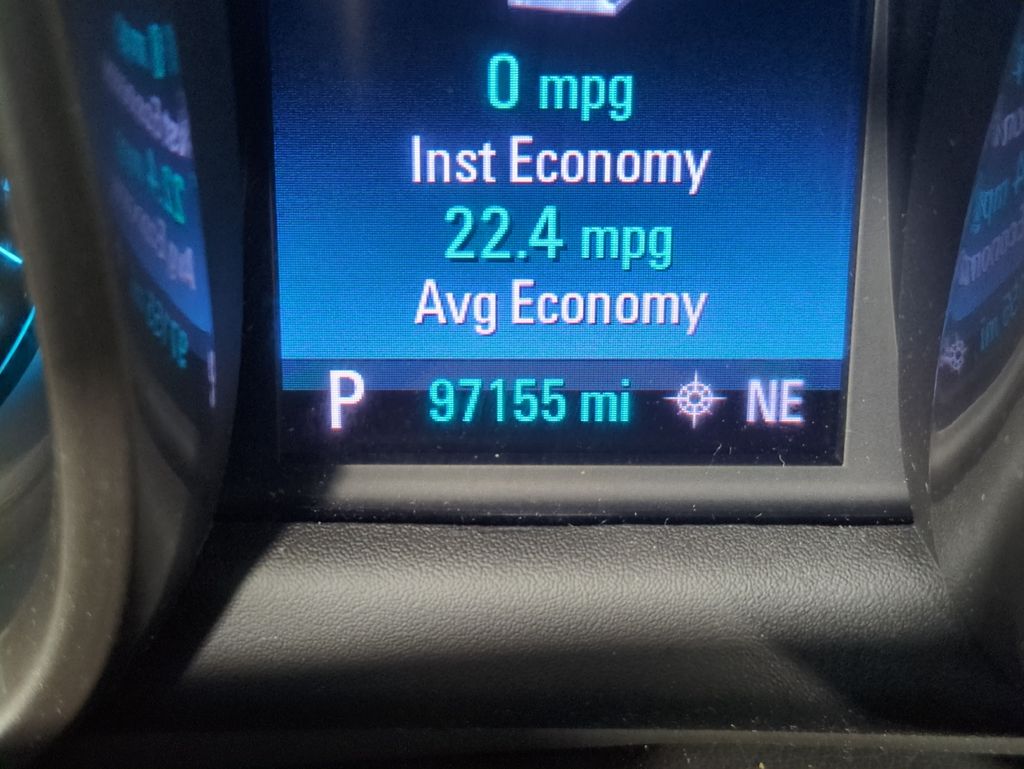 0 mpg
Inst Economy
22.4 mpg
Avg Economy
P 97155 mi NE